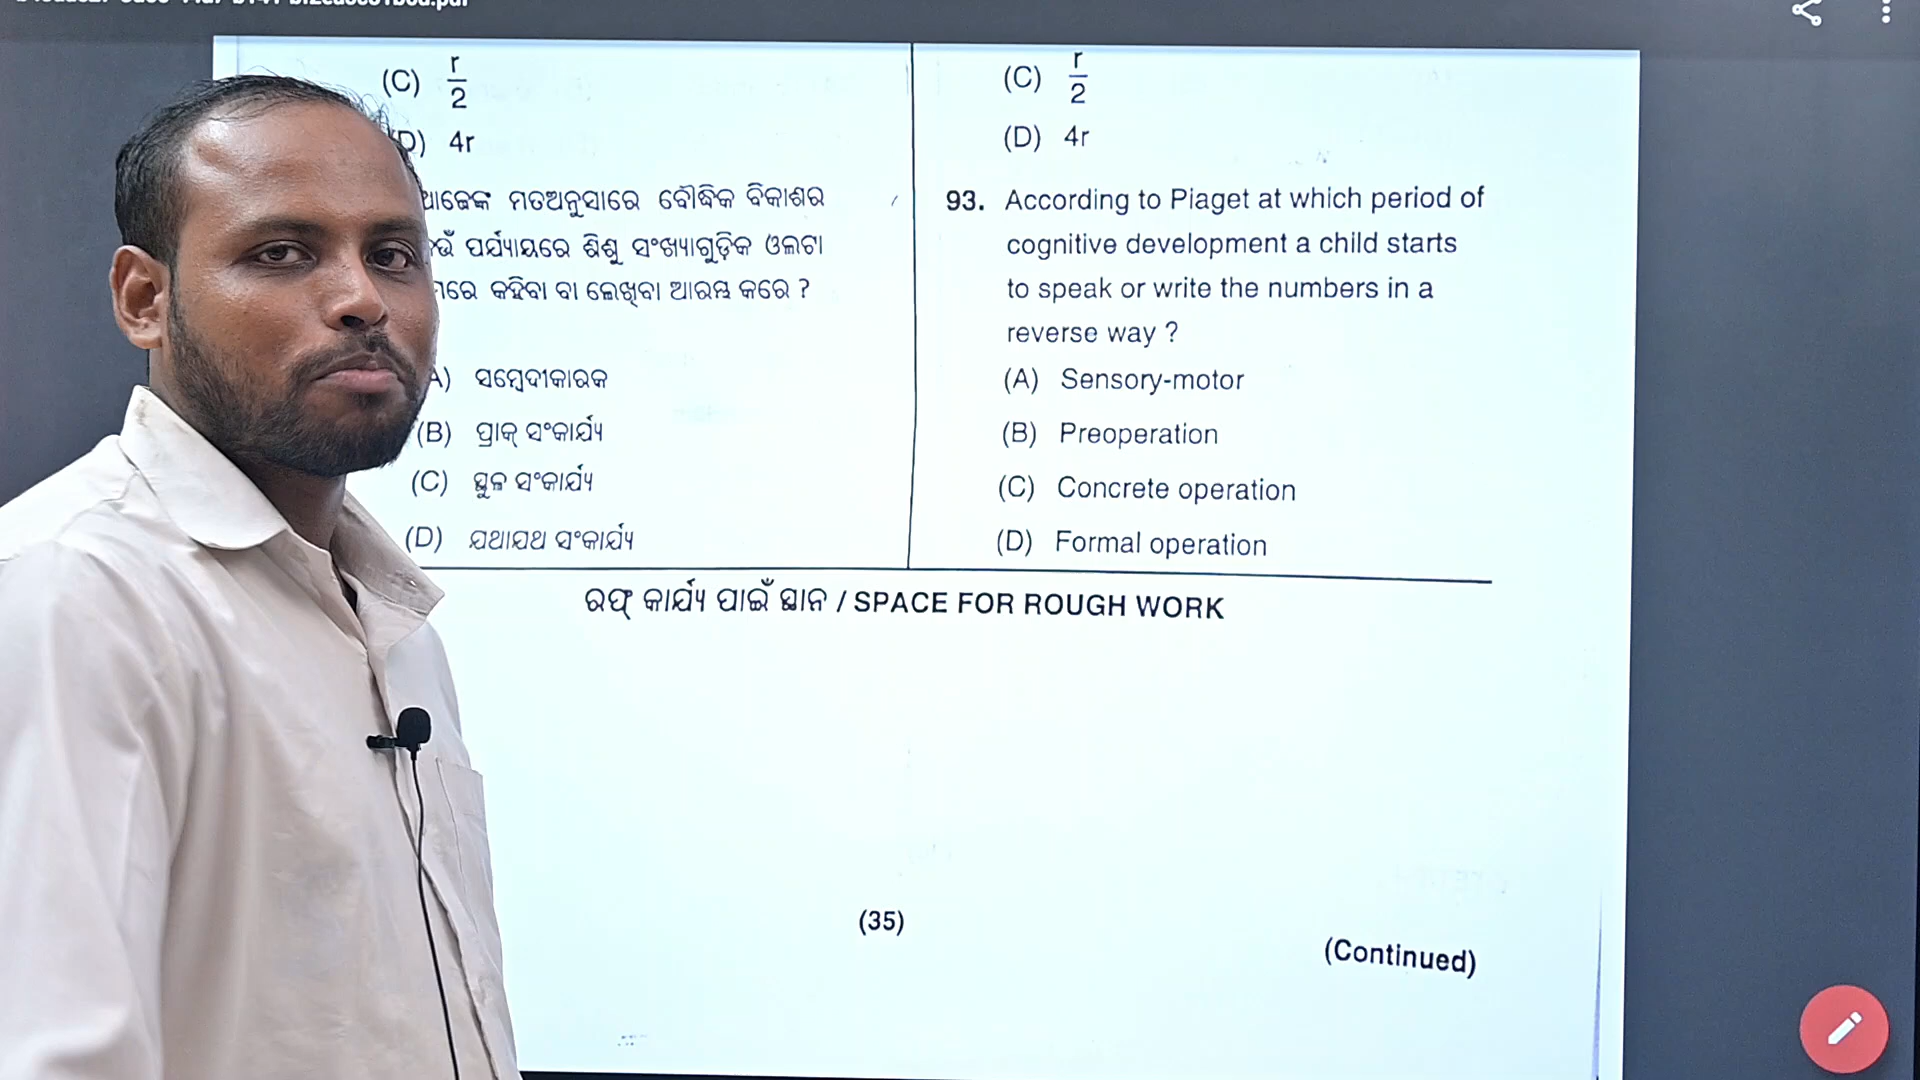 (C) r/2
4r
ମତଅନୁସାରେ ବୌଦ୍ଧିକ ବିକାଶର
ପର୍ଯ୍ୟାୟରେ ଶିଶୁ ସଂଖ୍ୟାଗୁଡ଼ିକ ଓଲଟା
କହିବା ବା ଲେଖିବା ଆରମ୍ଭ କରେ ?
A) ସମ୍ବେଦୀକାରକ
(B) ପ୍ରାକ୍ ସଂକାର୍ଯ୍ୟ
(C) ସ୍ଥୁଳ ସଂକାର୍ଯ୍ୟ
(D) ଯଥାଯଥ ସଂକାର୍ଯ୍ୟ
(C) r/2
(D) 4r
93. According to Piaget at which period of
cognitive development a child starts
to speak or write the numbers in a
reverse way ?
(A) Sensory-motor
(B) Preoperation
(C) Concrete operation
(D) Formal operation
ରଫ୍ କାର୍ଯ୍ୟ ପାଇଁ ସ୍ଥାନ / SPACE FOR ROUGH WORK
(35)
(Continued)